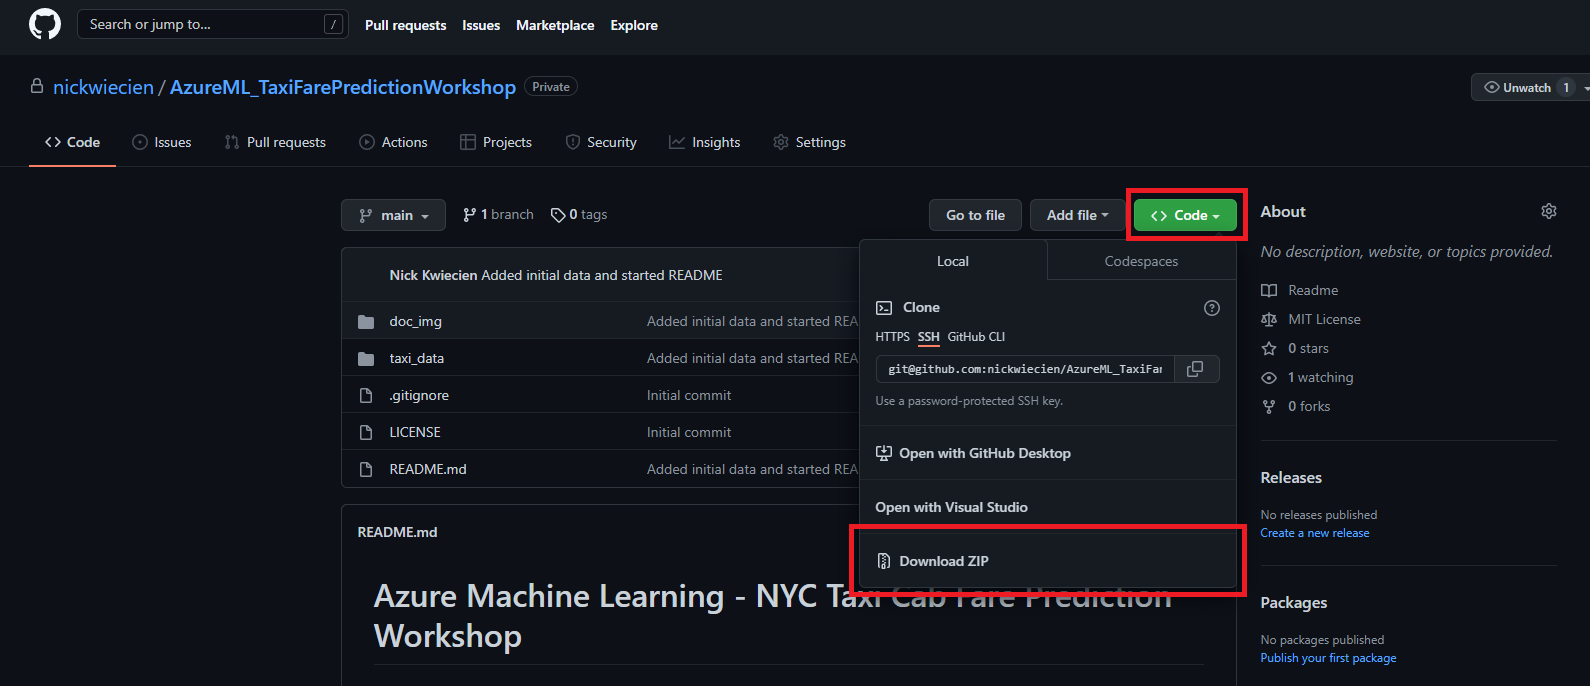 Search or jump to... /
Pull requests Issues Marketplace Explore
nickwiecien / AzureML_TaxiFarePredictionWorkshop Private
Unwatch 1
Code Issues Pull requests Actions Projects Security Insights Settings
main 1 branch 0 tags
Go to file Add file Code
Nick Kwiecien Added initial data and started README
doc_img Added initial data and started REA
taxi_data Added initial data and started REA
.gitignore Initial commit
LICENSE Initial commit
README.md Added initial data and started REA
Local Codespaces
Clone
HTTPS SSH GitHub CLI
git@github.com:nickwiecien/AzureML_TaxiFar
Use a password-protected SSH key.
Open with GitHub Desktop
Open with Visual Studio
Download ZIP
README.md
Azure Machine Learning - NYC Taxi Cab Fare Prediction
Workshop
About
No description, website, or topics provided.
Readme
MIT License
0 stars
1 watching
0 forks
Releases
No releases published
Create a new release
Packages
No packages published
Publish your first package